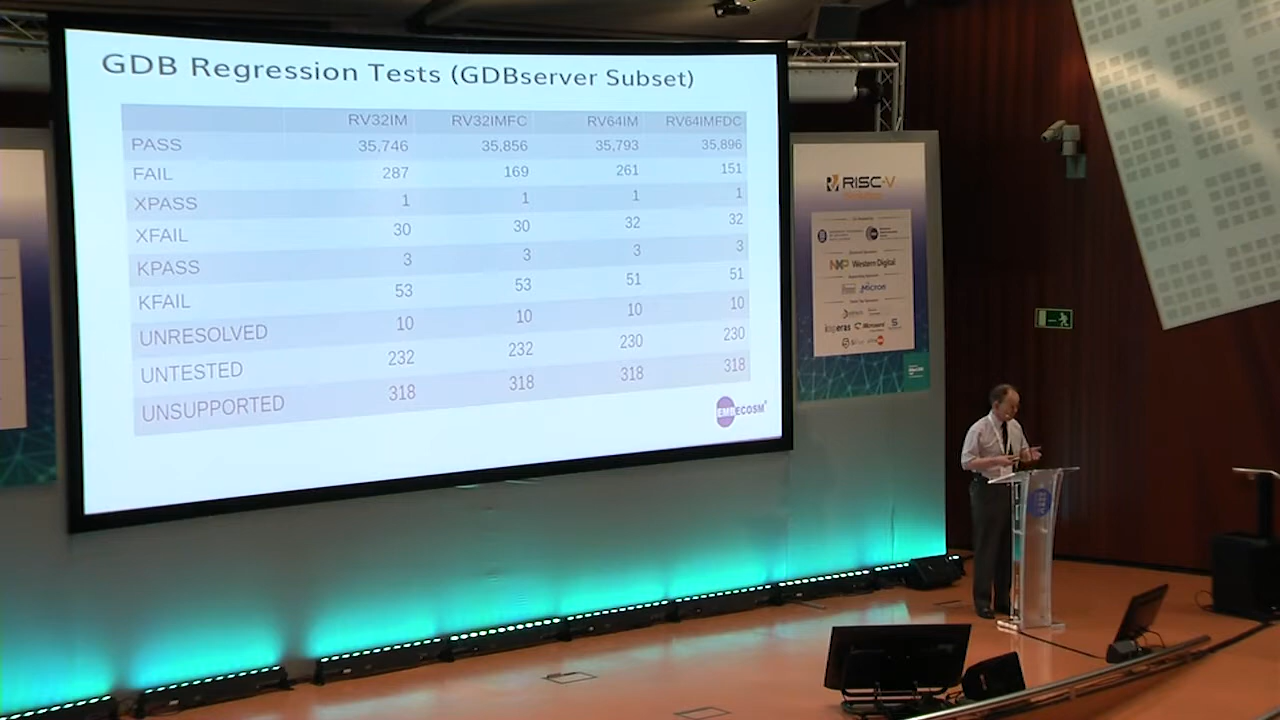 GDB Regression Tests (GDBserver Subset)
RV32IM RV32IMFC RV64IM RV64IMFDC
PASS 35,746 35,856 35,793 35,896
FAIL 287 169 261 151
XPASS 1 1 1 1
XFAIL 30 30 32 32
KPASS 3 3 3 3
KFAIL 53 53 51 51
UNRESOLVED 10 10 10 10
UNTESTED 232 232 230 230
UNSUPPORTED 318 318 318 318
EMBECOSM
RISC-V
NXP Western Digital
Micron
imperas Microsemi